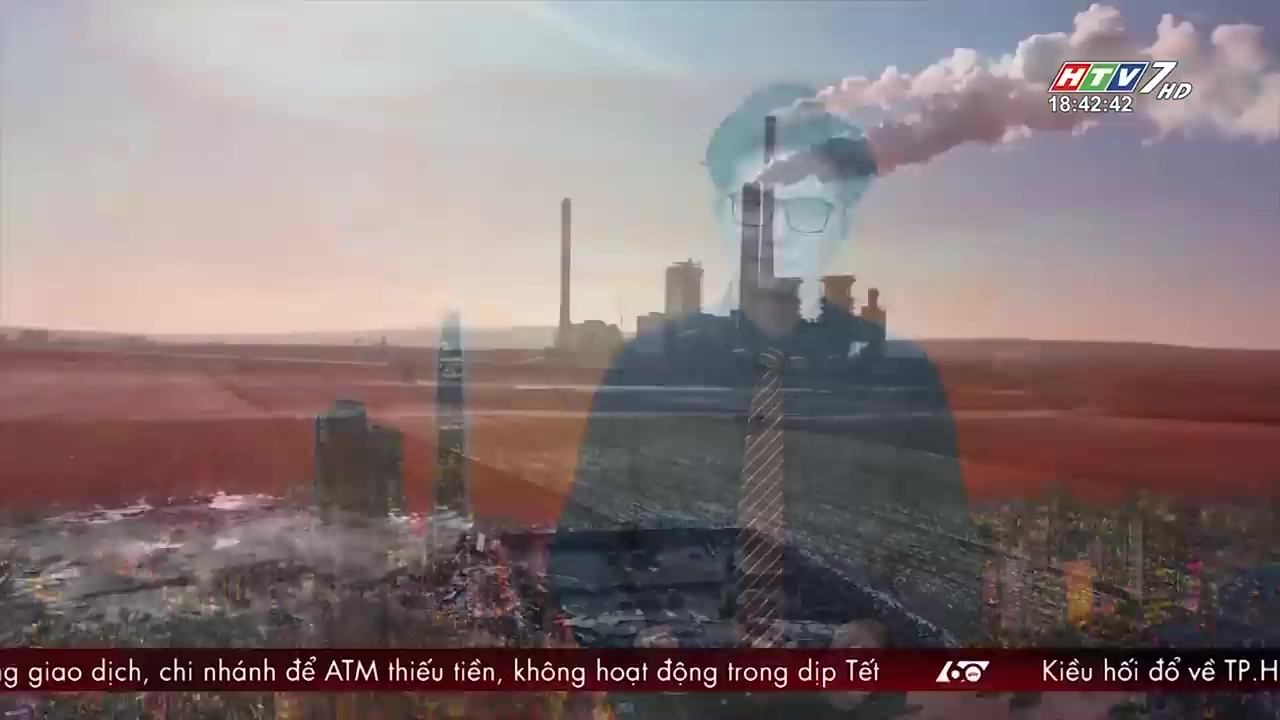 HTV7 HD
18:42:42
g giao dịch, chi nhánh để ATM thiếu tiền, không hoạt động trong dịp Tết 60 Kiều hối đổ về TP.H